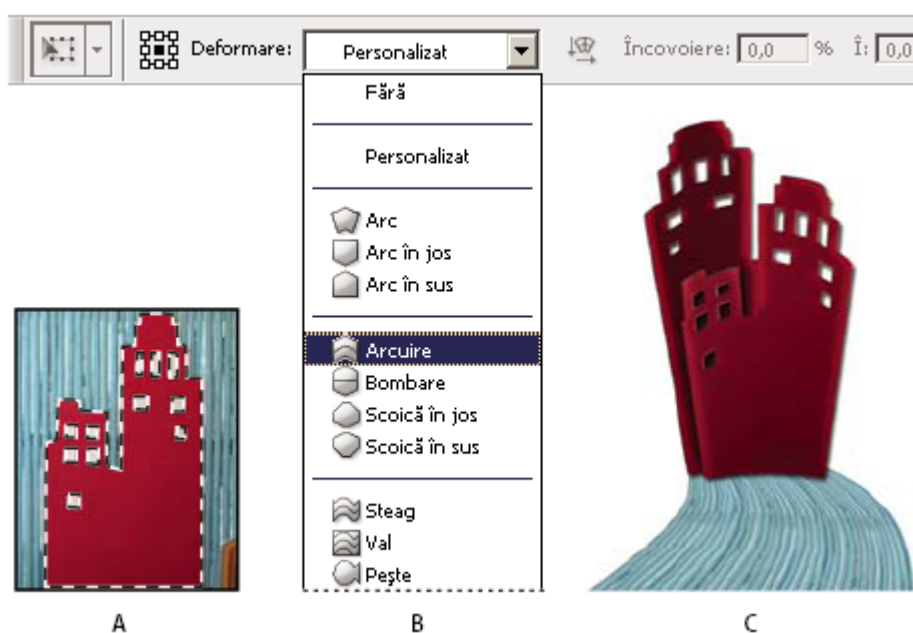 Deformare: Personalizat Încovoiere: 0,0 % Î: 0,0
Fără
Personalizat
Arc
Arc în jos
Arc în sus
Arcuire
Bombare
Scoică în jos
Scoică în sus
Steag
Val
Peşte
A B C